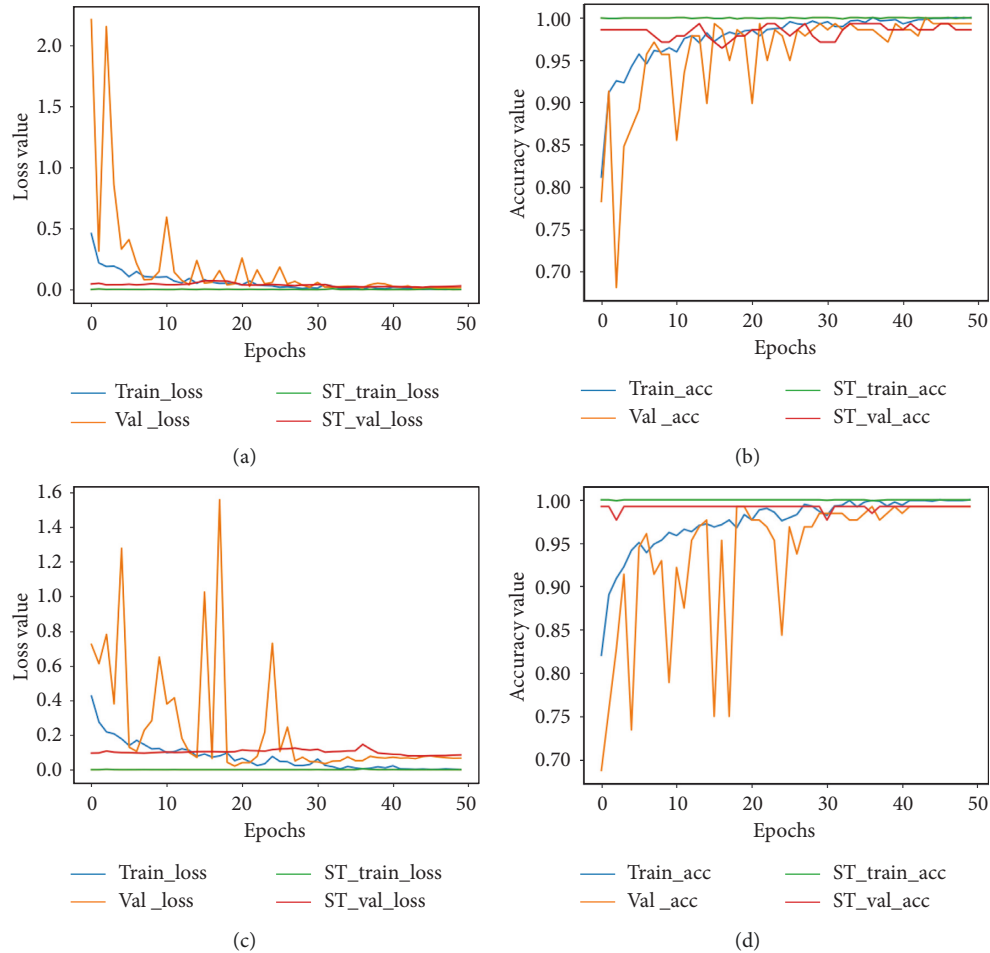 2.0
1.5
1.0
0.5
0.0
Loss value
0 10 20 30 40 50
Epochs
Train_loss ST_train_loss
Val _loss ST_val_loss
(a)
1.00
0.95
0.90
0.85
0.80
0.75
0.70
Accuracy value
0 10 20 30 40 50
Epochs
Train_acc ST_train_acc
Val _acc ST_val_acc
(b)
1.6
1.4
1.2
1.0
0.8
0.6
0.4
0.2
0.0
Loss value
0 10 20 30 40 50
Epochs
Train_loss ST_train_loss
Val _loss ST_val_loss
(c)
1.00
0.95
0.90
0.85
0.80
0.75
0.70
Accuracy value
0 10 20 30 40 50
Epochs
Train_acc ST_train_acc
Val _acc ST_val_acc
(d)